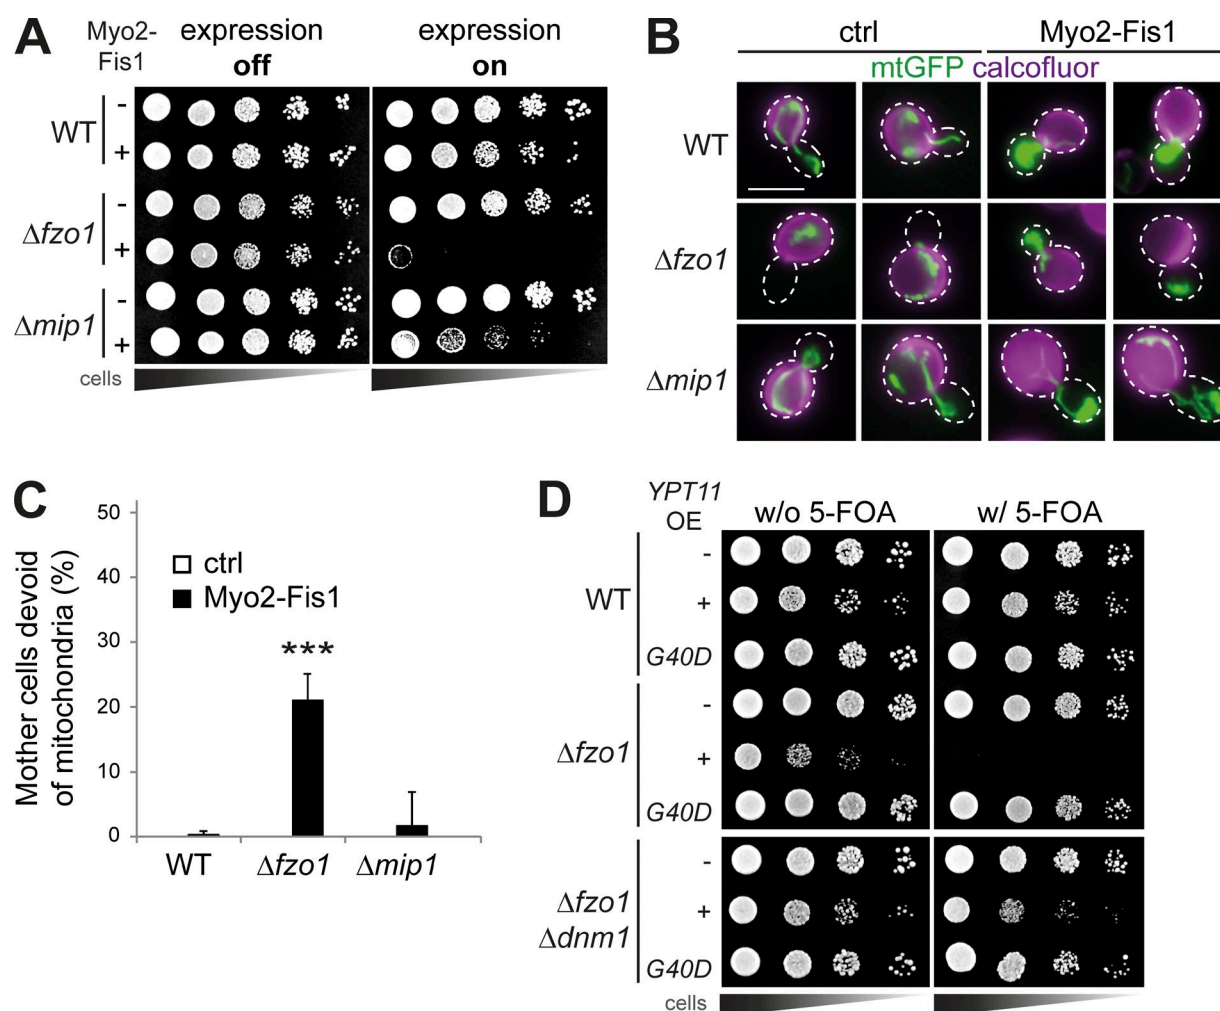 A
Myo2-
Fis1
expression
off
expression
on
WT
-
+
Δfzo1
-
+
Δmip1
-
+
cells
B
ctrl
Myo2-Fis1
mtGFP calcofluor
WT
Δfzo1
Δmip1
C
Mother cells devoid
of mitochondria (%)
50
40
30
20
10
0
ctrl
Myo2-Fis1
***
WT
Δfzo1
Δmip1
D
YPT11
OE
w/o 5-FOA
w/ 5-FOA
WT
-
+
G40D
Δfzo1
-
+
G40D
Δfzo1
Δdnm1
-
+
G40D
cells